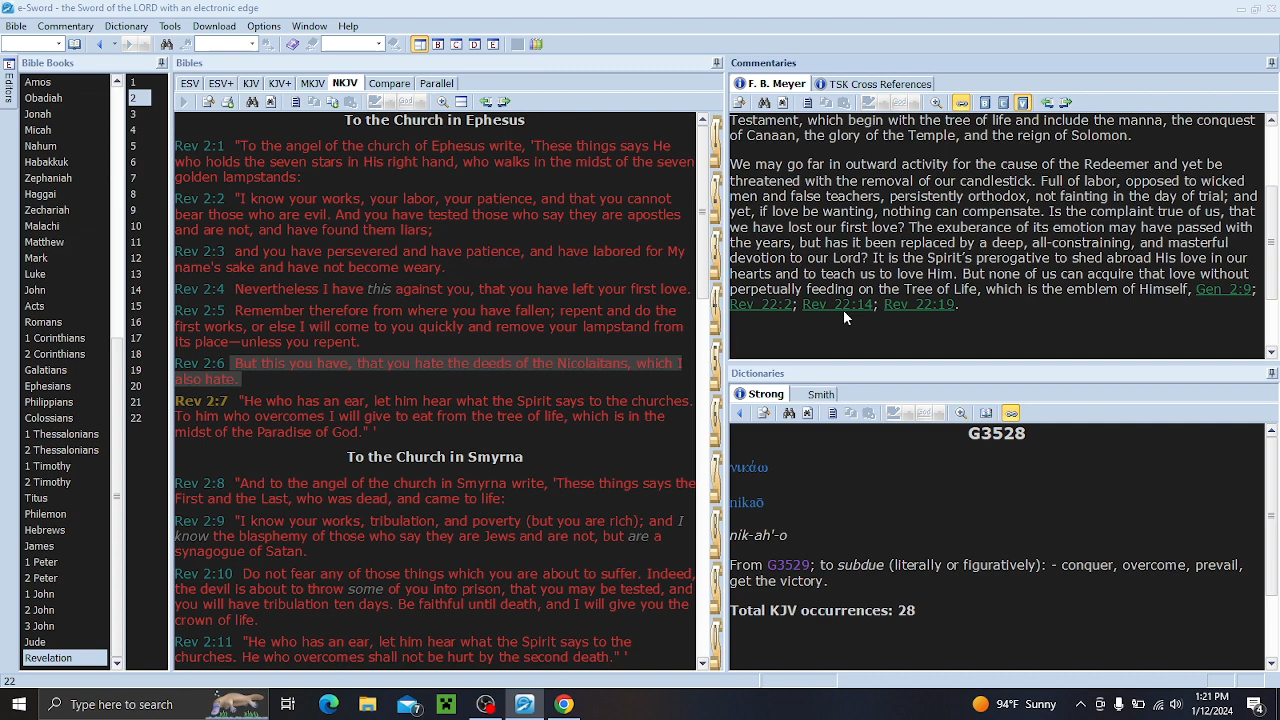 e-Sword - the Sword of the LORD with an electronic edge
Bible Commentary Dictionary Tools Download Options Window Help
B C D E
E Editors
Bible Books
Amos
Obadiah
Jonah
Micah
Nahum
Habakkuk
Zephaniah
Haggai
Zechariah
Malachi
Matthew
Mark
Luke
John
Acts
Romans
1 Corinthians
2 Corinthians
Galatians
Ephesians
Philippians
Colossians
1 Thessalonians
2 Thessalonians
1 Timothy
2 Timothy
Titus
Philemon
Hebrews
James
1 Peter
2 Peter
1 John
2 John
3 John
Jude
Revelation
1
2
3
4
5
6
7
8
9
10
11
12
13
14
15
16
17
18
19
20
21
22
Bibles
ESV ESV+ KJV KJV+ MKJV NKJV Compare Parallel
God
To the Church in Ephesus
Rev 2:1 "To the angel of the church of Ephesus write, 'These things says He
who holds the seven stars in His right hand, who walks in the midst of the seven
golden lampstands:
Rev 2:2 "I know your works, your labor, your patience, and that you cannot
bear those who are evil. And you have tested those who say they are apostles
and are not, and have found them liars;
Rev 2:3 and you have persevered and have patience, and have labored for My
name's sake and have not become weary.
Rev 2:4 Nevertheless I have this against you, that you have left your first love.
Rev 2:5 Remember therefore from where you have fallen; repent and do the
first works, or else I will come to you quickly and remove your lampstand from
its place—unless you repent.
Rev 2:6 But this you have, that you hate the deeds of the Nicolaitans, which I
also hate.
Rev 2:7 "He who has an ear, let him hear what the Spirit says to the churches.
To him who overcomes I will give to eat from the tree of life, which is in the
midst of the Paradise of God." '
To the Church in Smyrna
Rev 2:8 "And to the angel of the church in Smyrna write, 'These things says the
First and the Last, who was dead, and came to life:
Rev 2:9 "I know your works, tribulation, and poverty (but you are rich); and I
know the blasphemy of those who say they are Jews and are not, but are a
synagogue of Satan.
Rev 2:10 Do not fear any of those things which you are about to suffer. Indeed,
the devil is about to throw some of you into prison, that you may be tested, and
you will have tribulation ten days. Be faithful until death, and I will give you the
crown of life.
Rev 2:11 "He who has an ear, let him hear what the Spirit says to the
churches. He who overcomes shall not be hurt by the second death." '
Commentaries
F. B. Meyer TSK Cross References
God B C V
Testament, which begin with the tree of life and include the manna, the conquest
of Canaan, the glory of the Temple, and the reign of Solomon.
We may go far in outward activity for the cause of the Redeemer and yet be
threatened with the removal of our candlestick. Full of labor, opposed to wicked
men and false teachers, persistently orthodox, not fainting in the day of trial; and
yet, if love be wanting, nothing can compensate. Is the complaint true of us, that
we have lost our first love? The exuberance of its emotion may have passed with
the years, but has it been replaced by a deep, all-constraining, and masterful
devotion to our Lord? It is the Spirit's prerogative to shed abroad His love in our
hearts and to teach us to love Him. But none of us can acquire that love without
perpetually feeding on the Tree of Life, which is the emblem of HImself, Gen_2:9;
Rev_22:2; Rev_22:14; Rev_22:19.
Dictionaries
Strong Smith
God
G3528
νικάω
nikaō
nik-ah'-o
From G3529; to subdue (literally or figuratively): - conquer, overcome, prevail,
get the victory.
Total KJV occurrences: 28
22
Type here to search
7
94°F Sunny
1:21 PM
1/12/2024
4